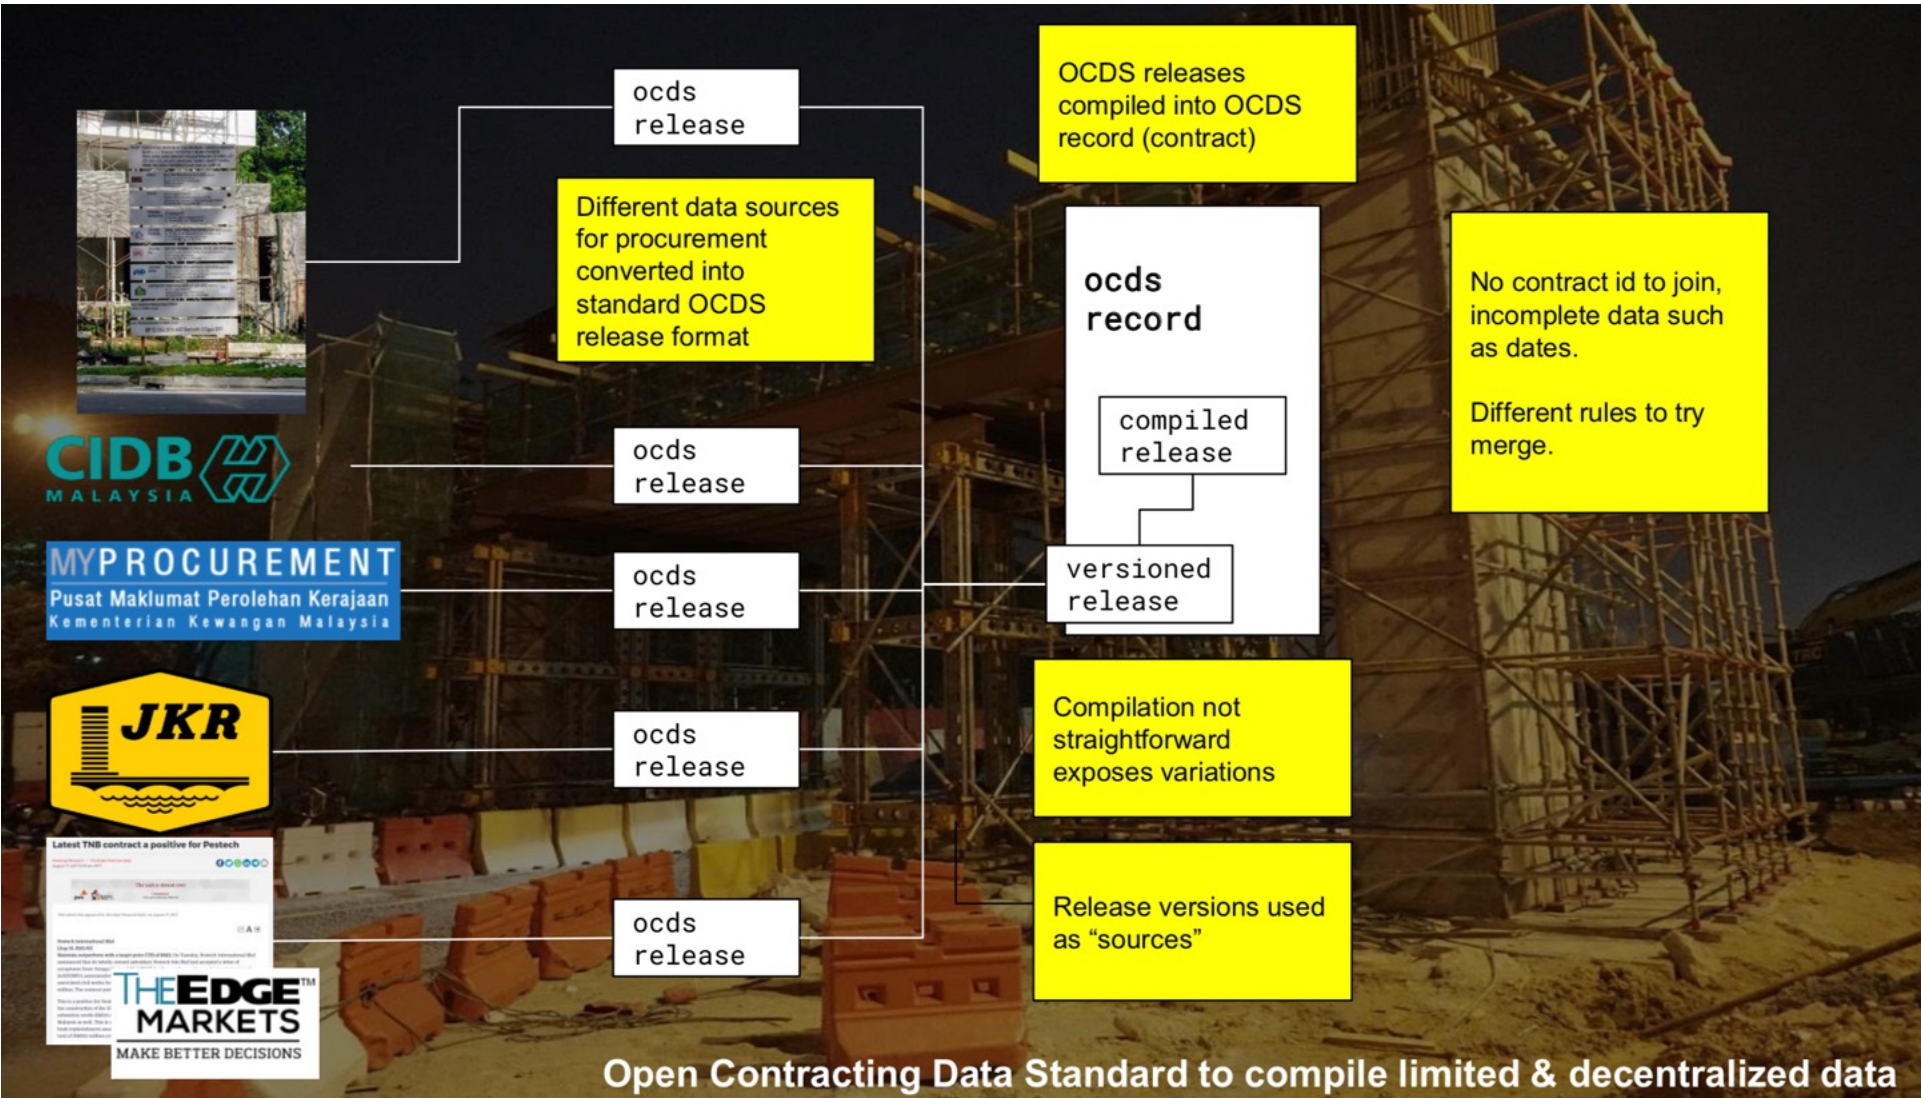 ocds
release
OCDS releases
compiled into OCDS
record (contract)
Different data sources
for procurement
converted into
standard OCDS
release format
ocds
record
No contract id to join,
incomplete data such
as dates.
Different rules to try
merge.
compiled
release
CIDB
MALAYSIA
ocds
release
MYPROCUREMENT
Pusat Maklumat Perolehan Kerajaan
Kementerian Kewangan Malaysia
ocds
release
versioned
release
JKR
ocds
release
Compilation not
straightforward
exposes variations
Latest TNB contract a positive for Pestech
ocds
release
Release versions used
as “sources”
THEEDGE™
MARKETS
MAKE BETTER DECISIONS
Open Contracting Data Standard to compile limited & decentralized data